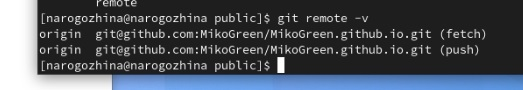 remote
[narogozhina@narogozhina public]$ git remote -v
origin  git@github.com:MikoGreen/MikoGreen.github.io.git (fetch)
origin  git@github.com:MikoGreen/MikoGreen.github.io.git (push)
[narogozhina@narogozhina public]$